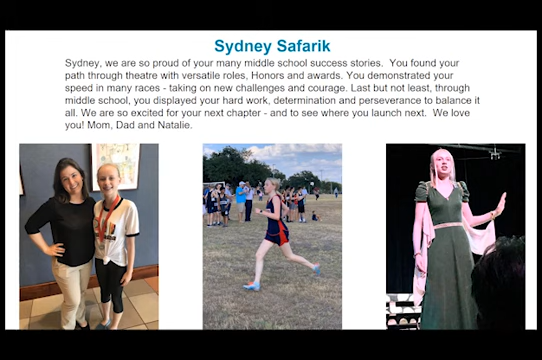 Sydney Safarik
Sydney, we are so proud of your many middle school success stories.  You found your
path through theatre with versatile roles, Honors and awards. You demonstrated your
speed in many races - taking on new challenges and courage. Last but not least, through
middle school, you displayed your hard work, determination and perseverance to balance it
all. We are so excited for your next chapter - and to see where you launch next.  We love
you! Mom, Dad and Natalie.